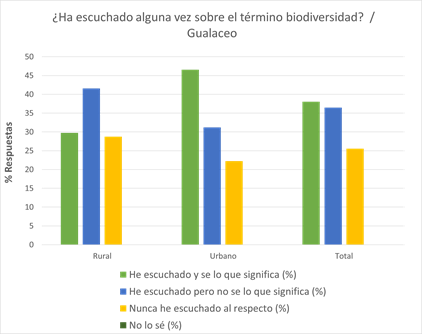 ¿Ha escuchado alguna vez sobre el término biodiversidad? /
Gualaceo
% Respuestas
50
45
40
35
30
25
20
15
10
5
0
Rural Urbano Total
He escuchado y se lo que significa (%)
He escuchado pero no se lo que significa (%)
Nunca he escuchado al respecto (%)
No lo sé (%)